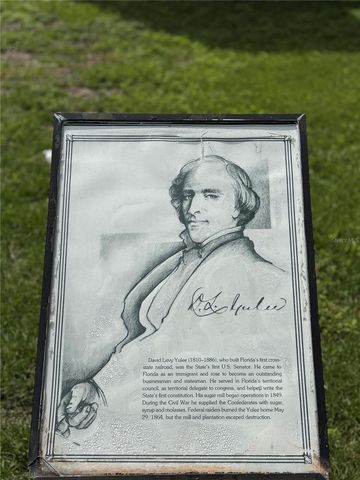 D. L. Yulee
David Levy Yulee (1810–1886), who built Florida's first cross-
state railroad, was the State's first U.S. Senator. He came to
Florida as an immigrant and rose to become an outstanding
businessman and statesman. He served in Florida's territorial
council, as territorial delegate to congress, and helped write the
State's first constitution. His sugar mill began operations in 1849.
During the Civil War he supplied the Confederates with sugar,
syrup and molasses. Federal raiders burned the Yulee home May
29, 1864, but the mill and plantation escaped destruction.